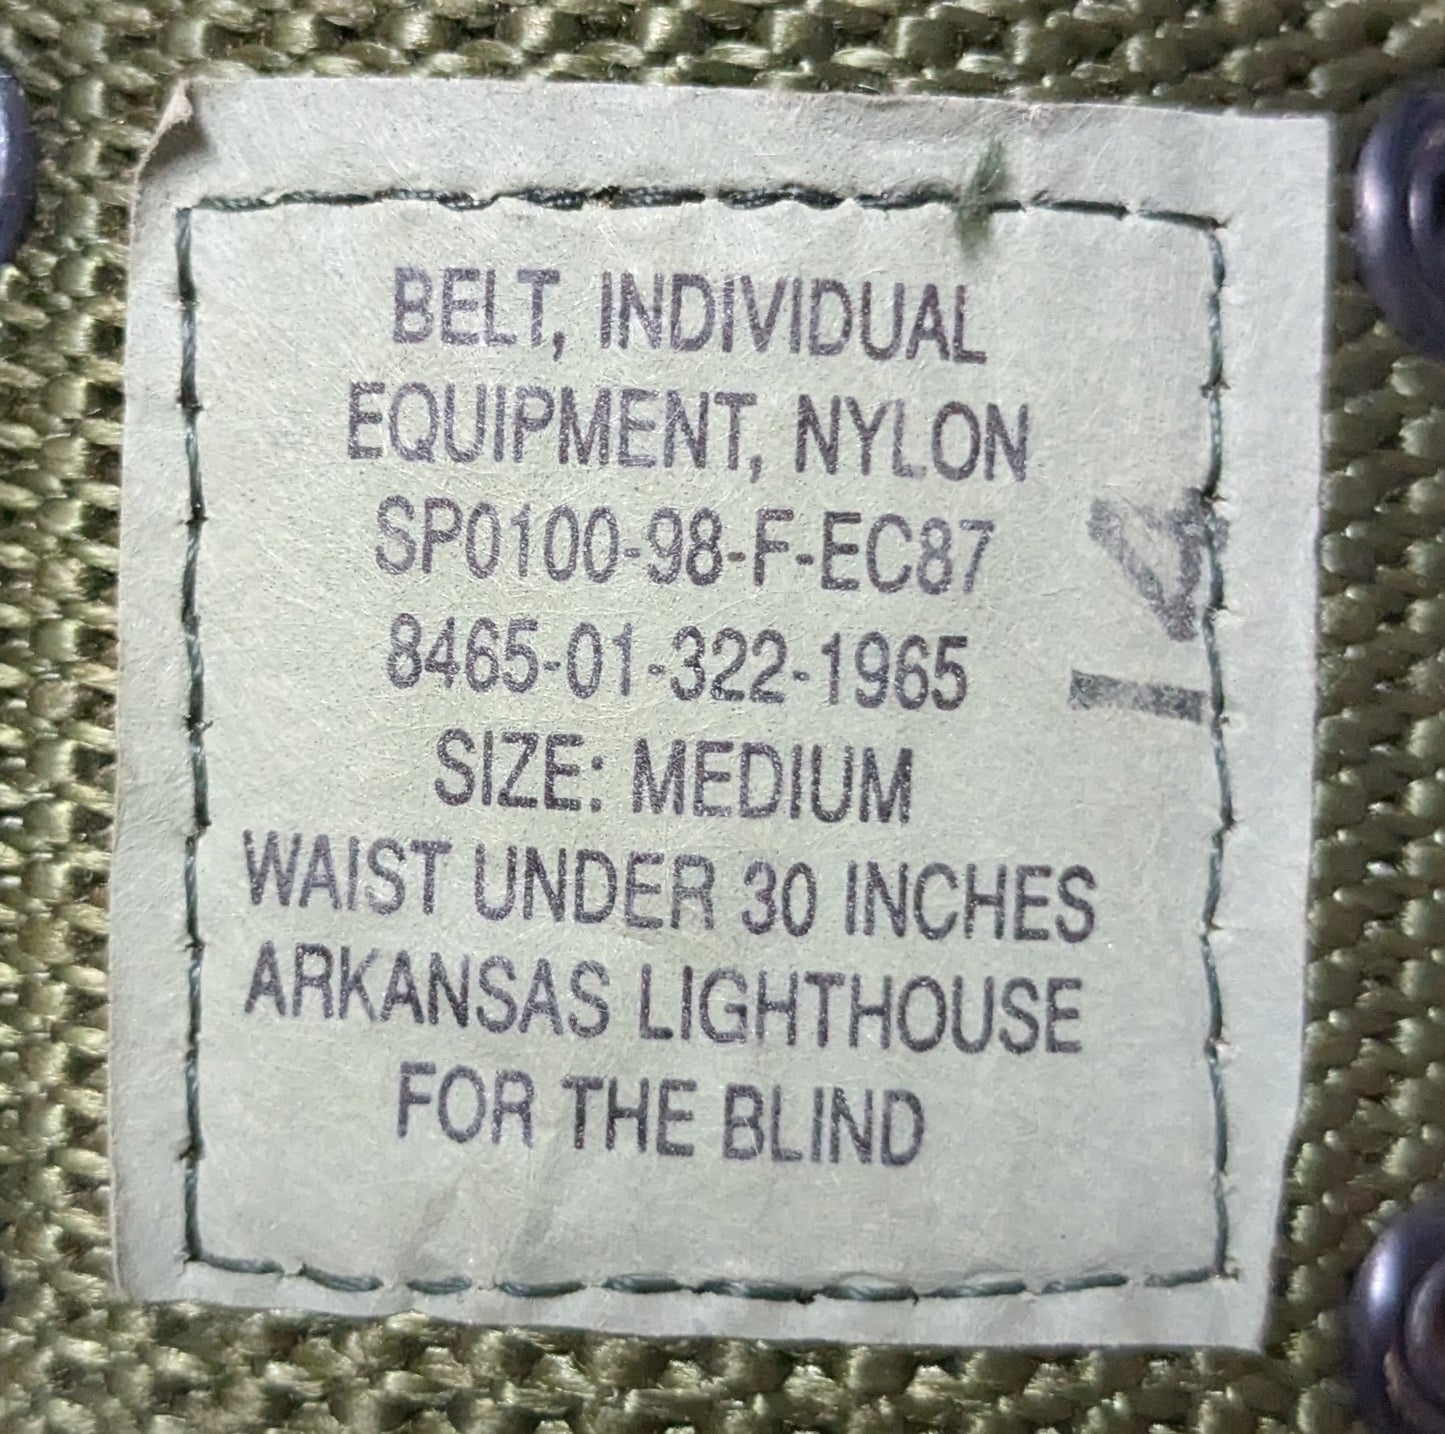 BELT, INDIVIDUAL
EQUIPMENT, NYLON
SP0100-98-F-EC87
8465-01-322-1965
SIZE: MEDIUM
WAIST UNDER 30 INCHES
ARKANSAS LIGHTHOUSE
FOR THE BLIND
14